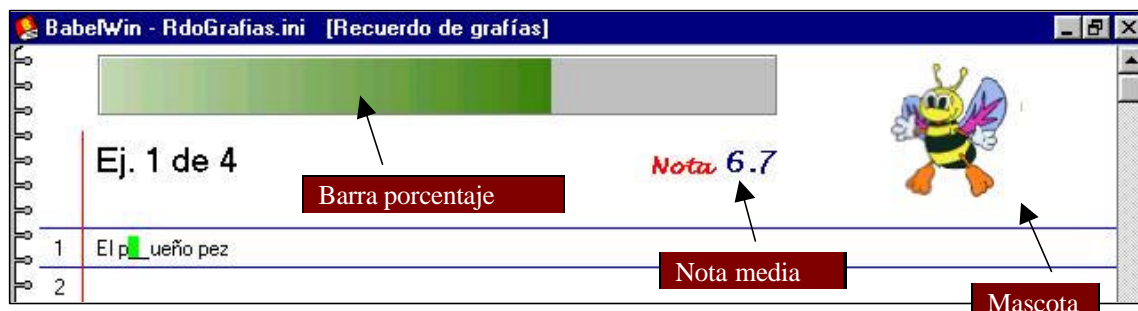 BabelWin - RdoGrafias.ini [Recuerdo de grafías]
Ej. 1 de 4
Nota 6.7
Barra porcentaje
1 El p__ueño pez
Nota media
2
Mascota